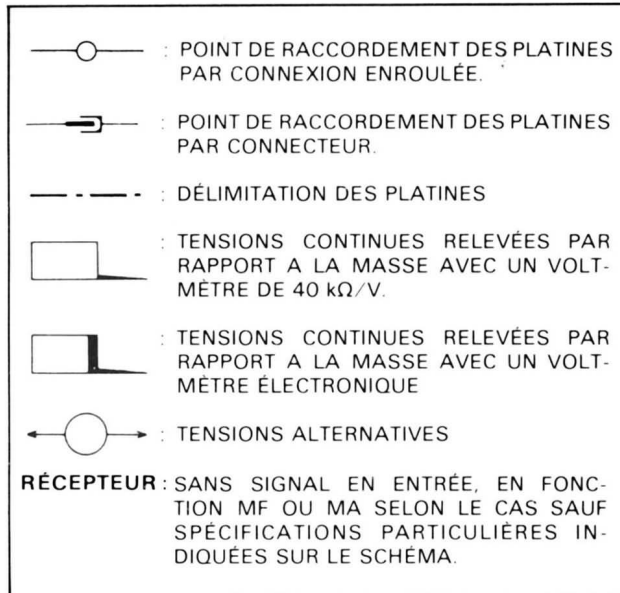 : POINT DE RACCORDEMENT DES PLATINES
PAR CONNEXION ENROULÉE.
: POINT DE RACCORDEMENT DES PLATINES
PAR CONNECTEUR.
: DÉLIMITATION DES PLATINES
: TENSIONS CONTINUES RELEVÉES PAR
RAPPORT A LA MASSE AVEC UN VOLT-
MÈTRE DE 40 kΩ/V.
: TENSIONS CONTINUES RELEVÉES PAR
RAPPORT A LA MASSE AVEC UN VOLT-
MÈTRE ÉLECTRONIQUE
: TENSIONS ALTERNATIVES
RÉCEPTEUR : SANS SIGNAL EN ENTRÉE, EN FONC-
TION MF OU MA SELON LE CAS SAUF
SPÉCIFICATIONS PARTICULIÈRES IN-
DIQUÉES SUR LE SCHÉMA.